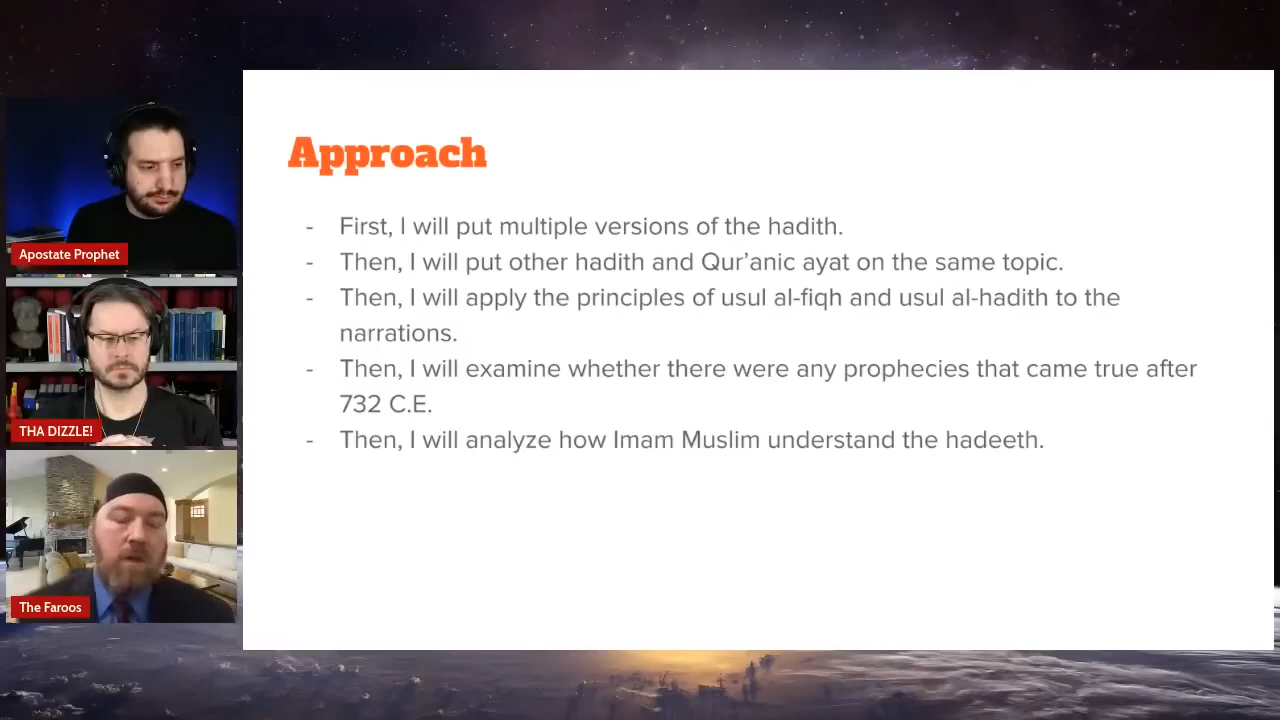 Approach
- First, I will put multiple versions of the hadith.
- Then, I will put other hadith and Qur’anic ayat on the same topic.
- Then, I will apply the principles of usul al-fiqh and usul al-hadith to the
narrations.
- Then, I will examine whether there were any prophecies that came true after
732 C.E.
- Then, I will analyze how Imam Muslim understand the hadeeth.
Apostate Prophet
THA DIZZLE!
The Faroos